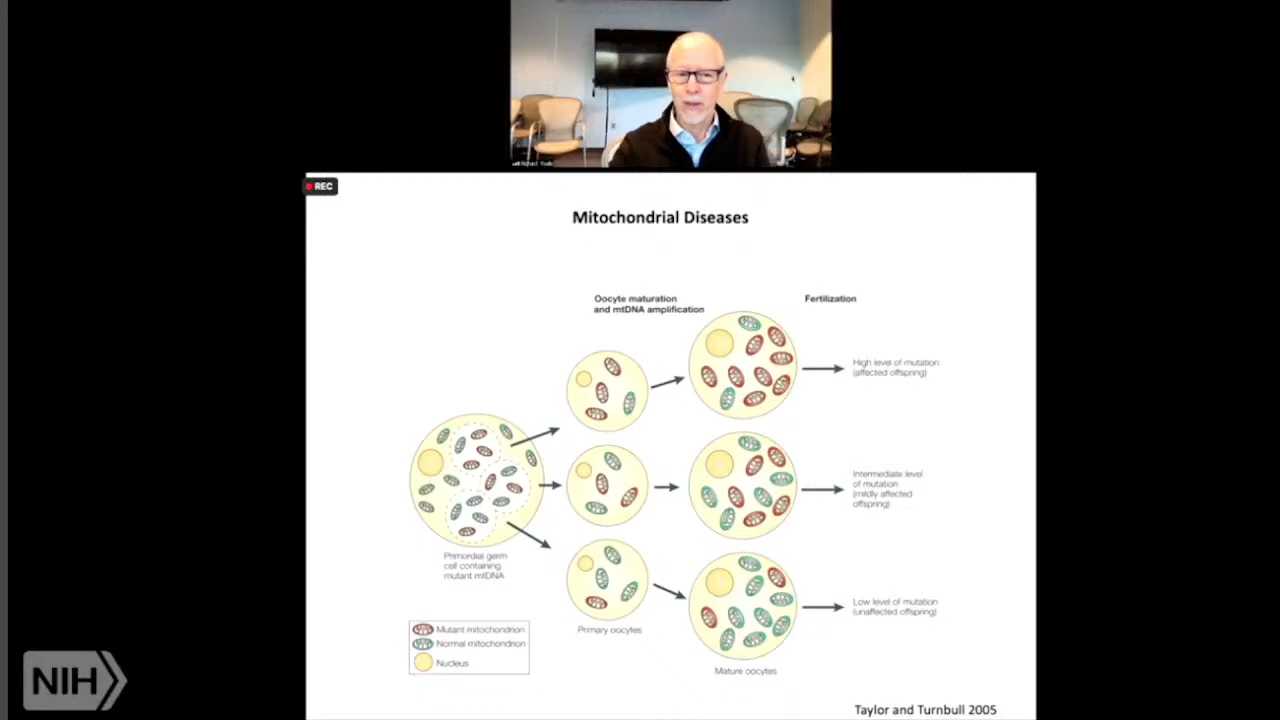 REC
Mitochondrial Diseases
Oocyte maturation
and mtDNA amplification
Fertilization
High level of mutation
(affected offspring)
Intermediate level
of mutation
(mildly affected
offspring)
Primordial germ
cell containing
mutant mtDNA
Low level of mutation
(unaffected offspring)
Mutant mitochondrion
Normal mitochondrion
Nucleus
Primary oocytes
Mature oocytes
NIH
Taylor and Turnbull 2005